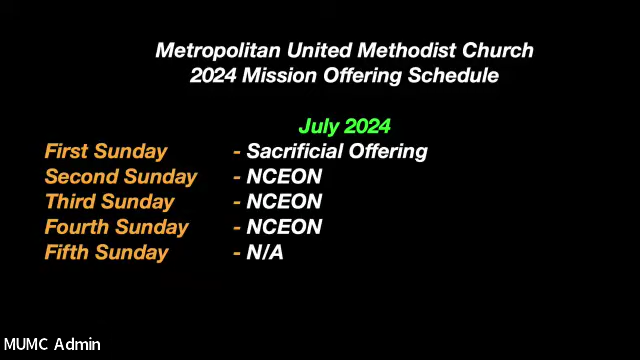 Metropolitan United Methodist Church
2024 Mission Offering Schedule
July 2024
First Sunday - Sacrificial Offering
Second Sunday - NCEON
Third Sunday - NCEON
Fourth Sunday - NCEON
Fifth Sunday - N/A
MUMC Admin